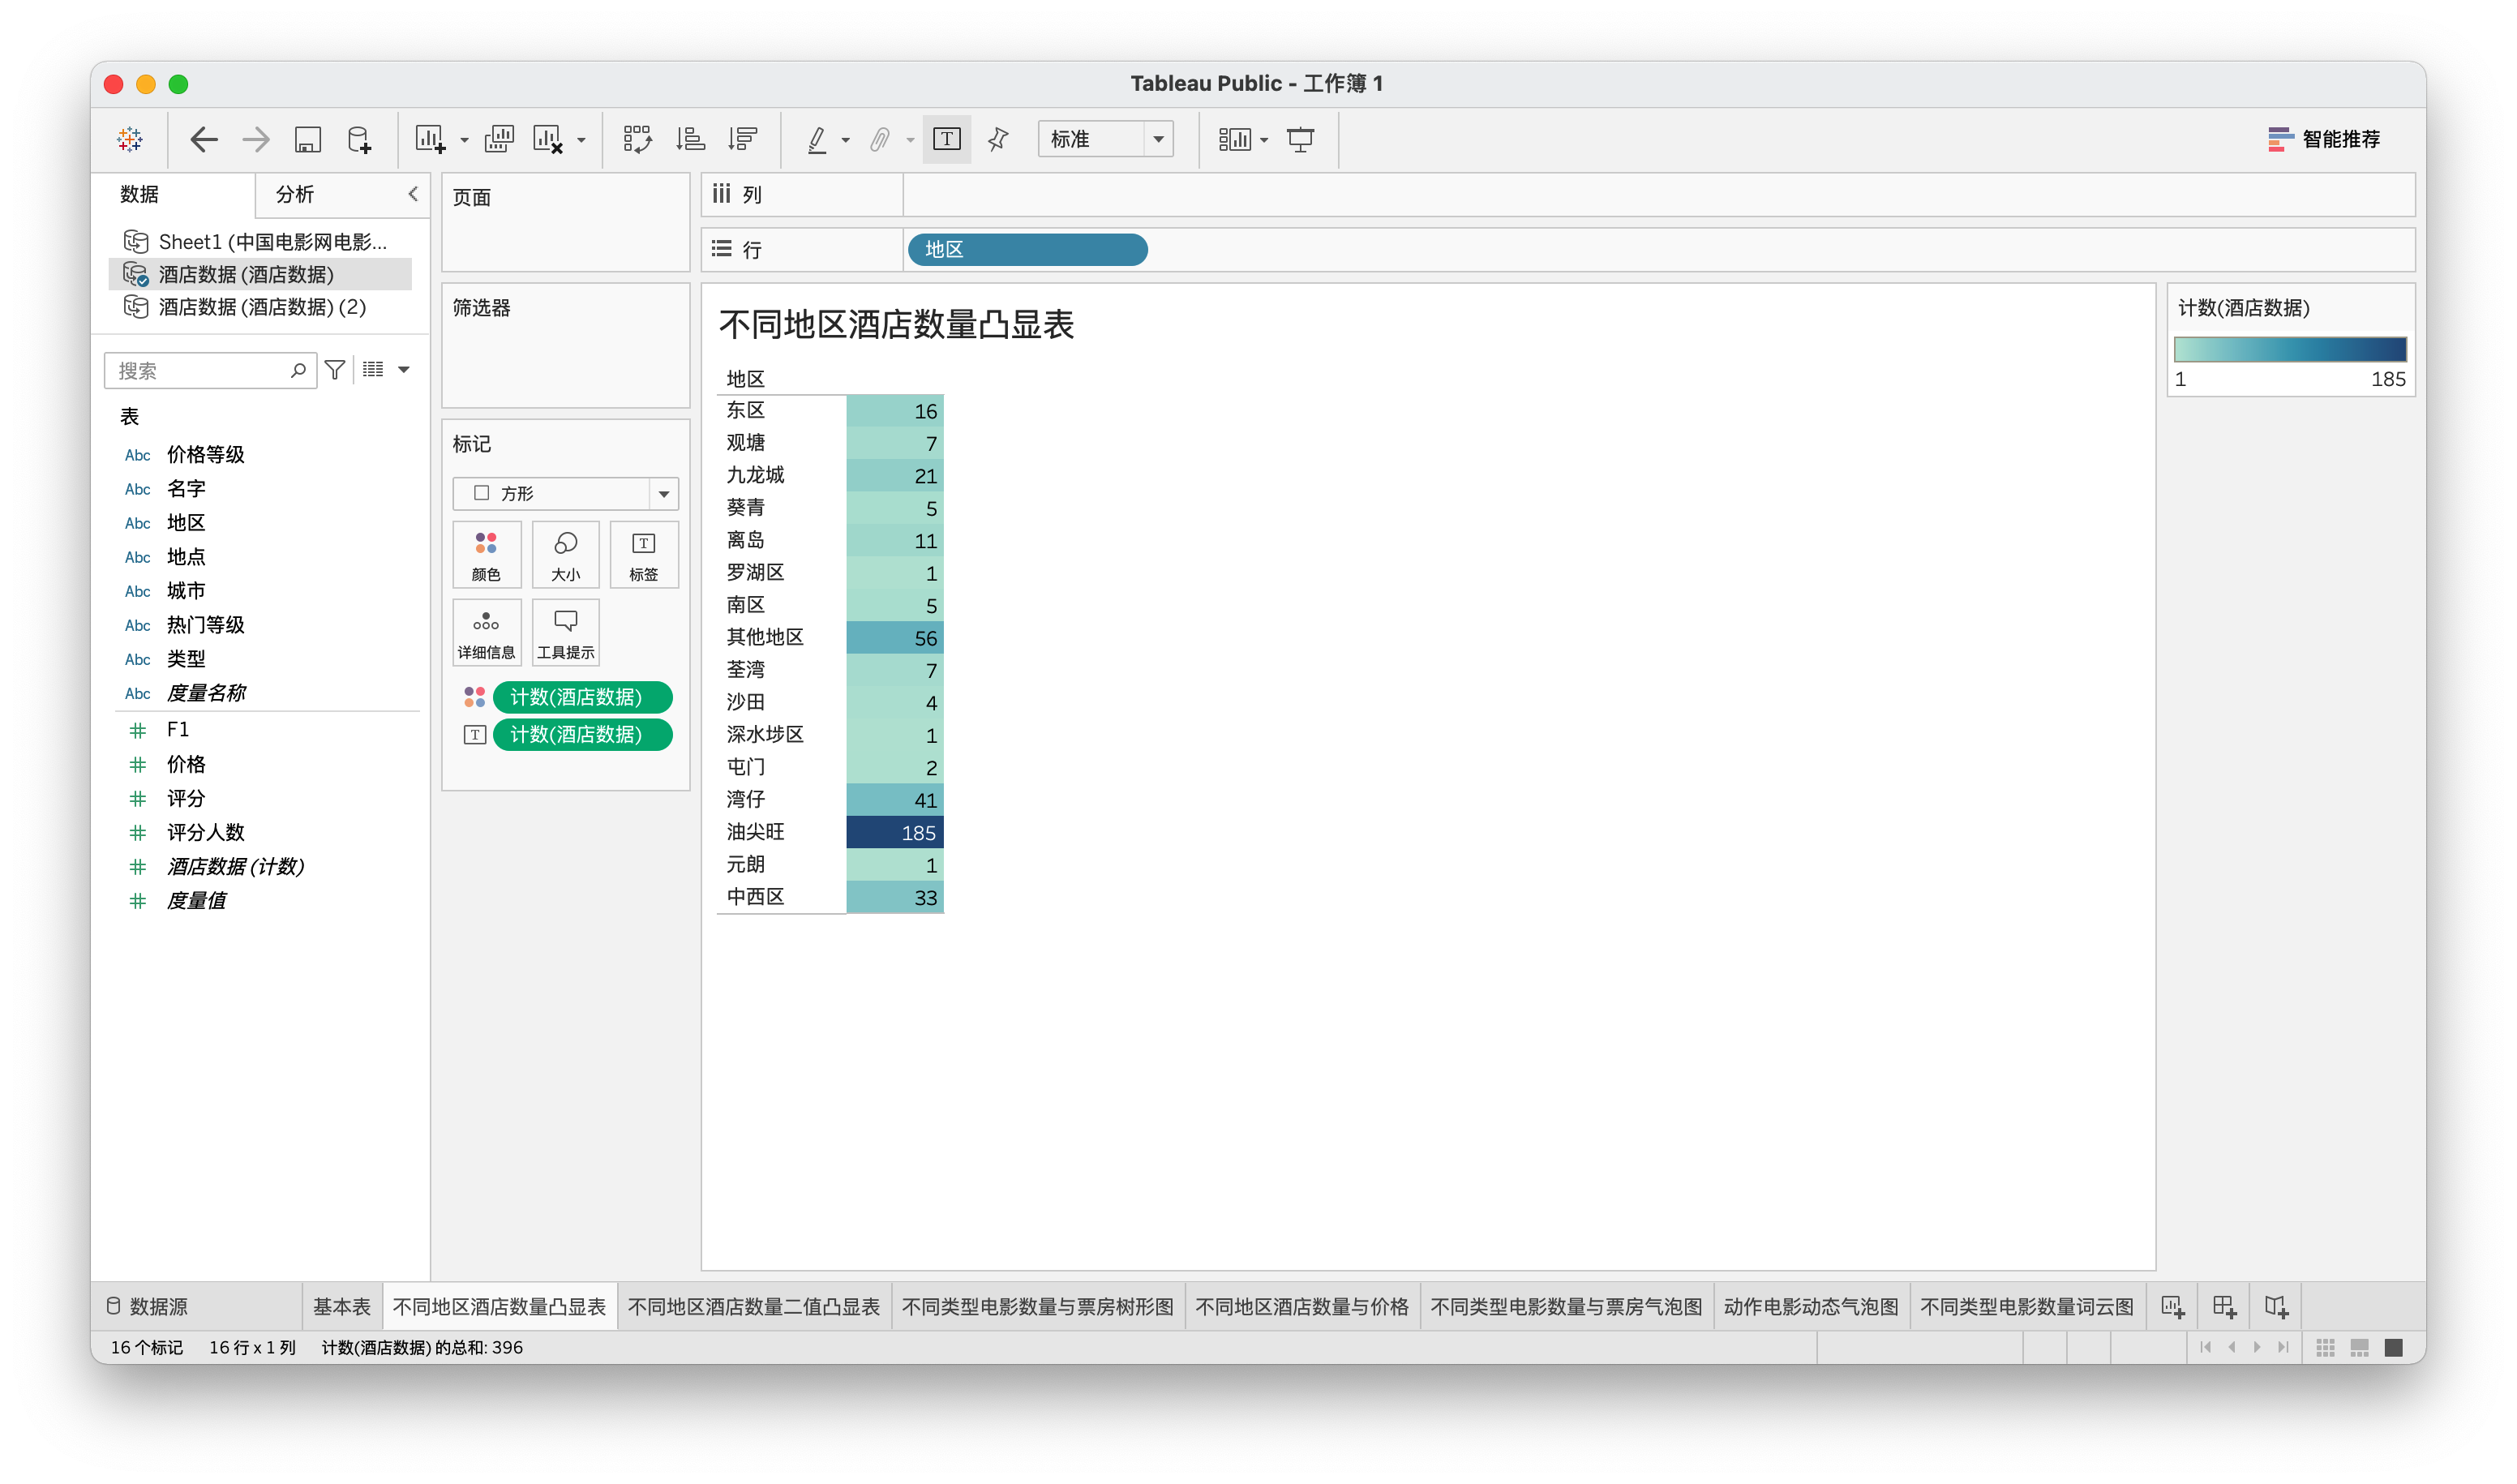 Tableau Public - 工作簿 1
标准
智能推荐
数据
分析
Sheet1 (中国电影网电影...
酒店数据 (酒店数据)
酒店数据 (酒店数据) (2)
搜索
表
Abc 价格等级
Abc 名字
Abc 地区
Abc 地点
Abc 城市
Abc 热门等级
Abc 类型
Abc 度量名称
F1
价格
评分
评分人数
酒店数据 (计数)
度量值
页面
筛选器
标记
方形
颜色
大小
T
标签
详细信息
工具提示
计数(酒店数据)
T 计数(酒店数据)
列
行 地区
不同地区酒店数量凸显表
地区
东区 16
观塘 7
九龙城 21
葵青 5
离岛 11
罗湖区 1
南区 5
其他地区 56
荃湾 7
沙田 4
深水埗区 1
屯门 2
湾仔 41
油尖旺 185
元朗 1
中西区 33
计数(酒店数据)
1 185
数据源
基本表
不同地区酒店数量凸显表
不同地区酒店数量二值凸显表
不同类型电影数量与票房树形图
不同地区酒店数量与价格
不同类型电影数量与票房气泡图
动作电影动态气泡图
不同类型电影数量词云图
16 个标记 16 行 x 1 列 计数(酒店数据) 的总和: 396